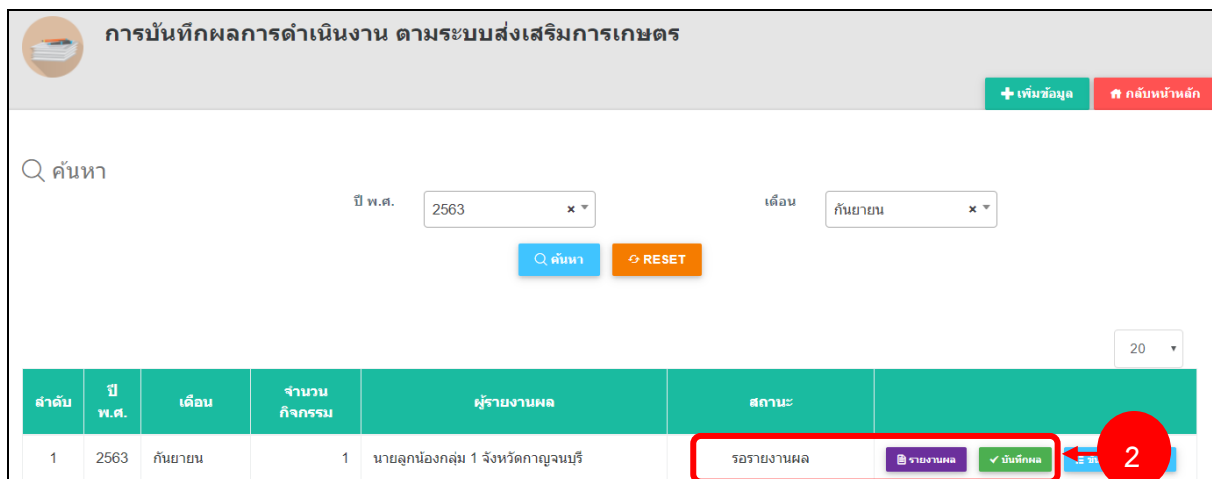 การบันทึกผลการดำเนินงาน ตามระบบส่งเสริมการเกษตร
เพิ่มข้อมูล กลับหน้าหลัก
ค้นหา
ปี พ.ศ. 2563 × เดือน กันยายน ×
ค้นหา RESET
20
ลำดับ ปี พ.ศ. เดือน จำนวน กิจกรรม ผู้รายงานผล สถานะ
1 2563 กันยายน 1 นายลูกน้องกลุ่ม 1 จังหวัดกาญจนบุรี รอรายงานผล รายงานผล บันทึกผล 2